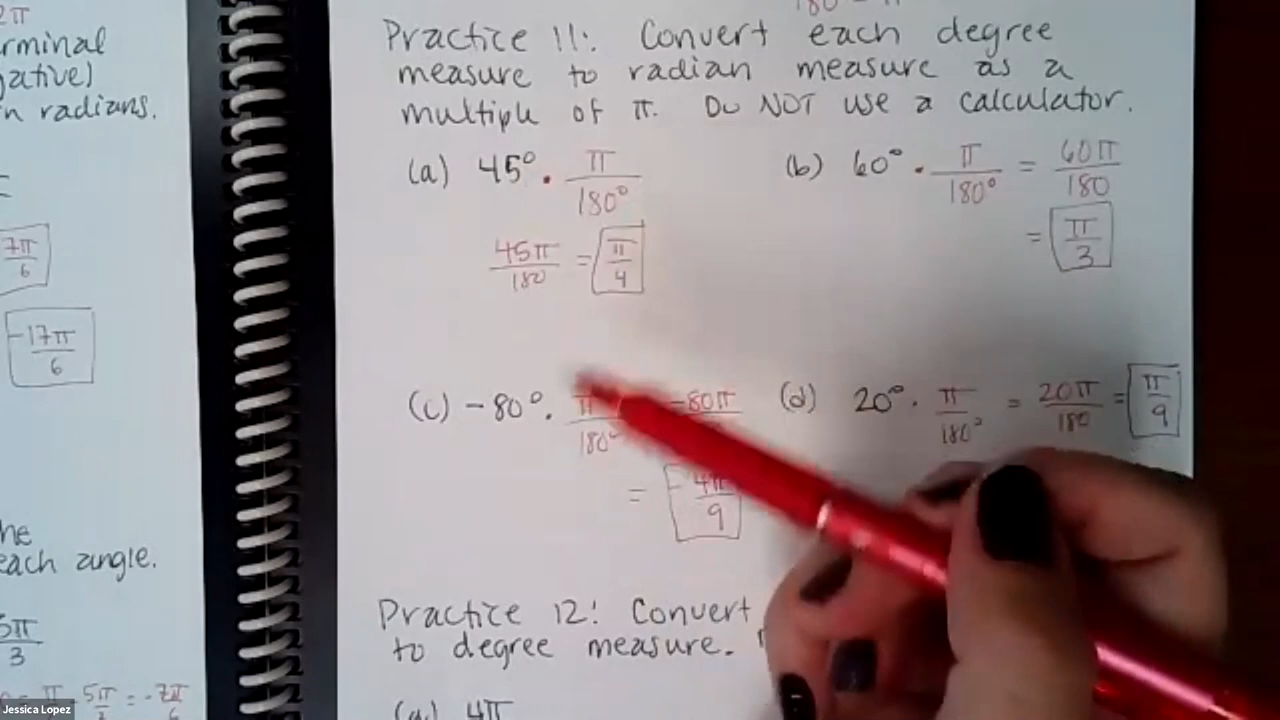 2π
rminal
gative)
n radians.
7π/6
-17π/6
he
each angle.
5π/3
5π/3 = -7π/6
180 = π
Practice 11: Convert each degree
measure to radian measure as a
multiple of π. Do NOT use a calculator.
(a) 45° · π/180°
45π/180 = π/4
(b) 60° · π/180° = 60π/180
= π/3
(c) -80° · π/180° -80π
= -4π/9
(d) 20° · π/180° = 20π/180 = π/9
Practice 12: Convert
to degree measure.
(a) 4π
Jessica Lopez